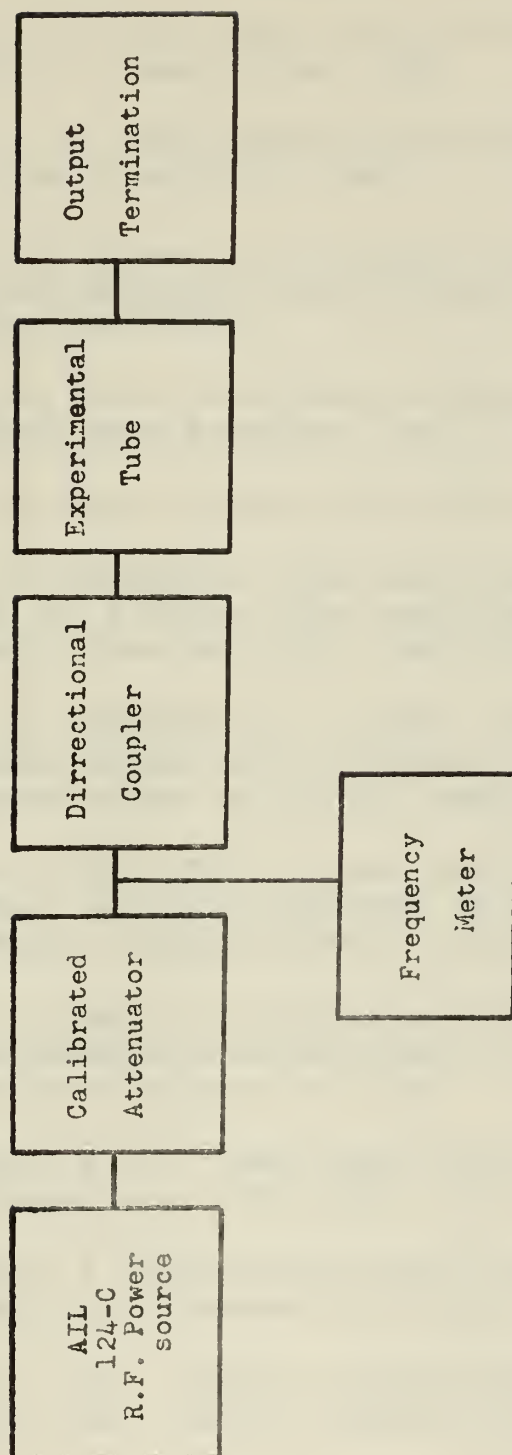 AIL
124-C
R.F. Power
source
Calibrated
Attenuator
Dirrectional
Coupler
Experimental
Tube
Output
Termination
Frequency
Meter